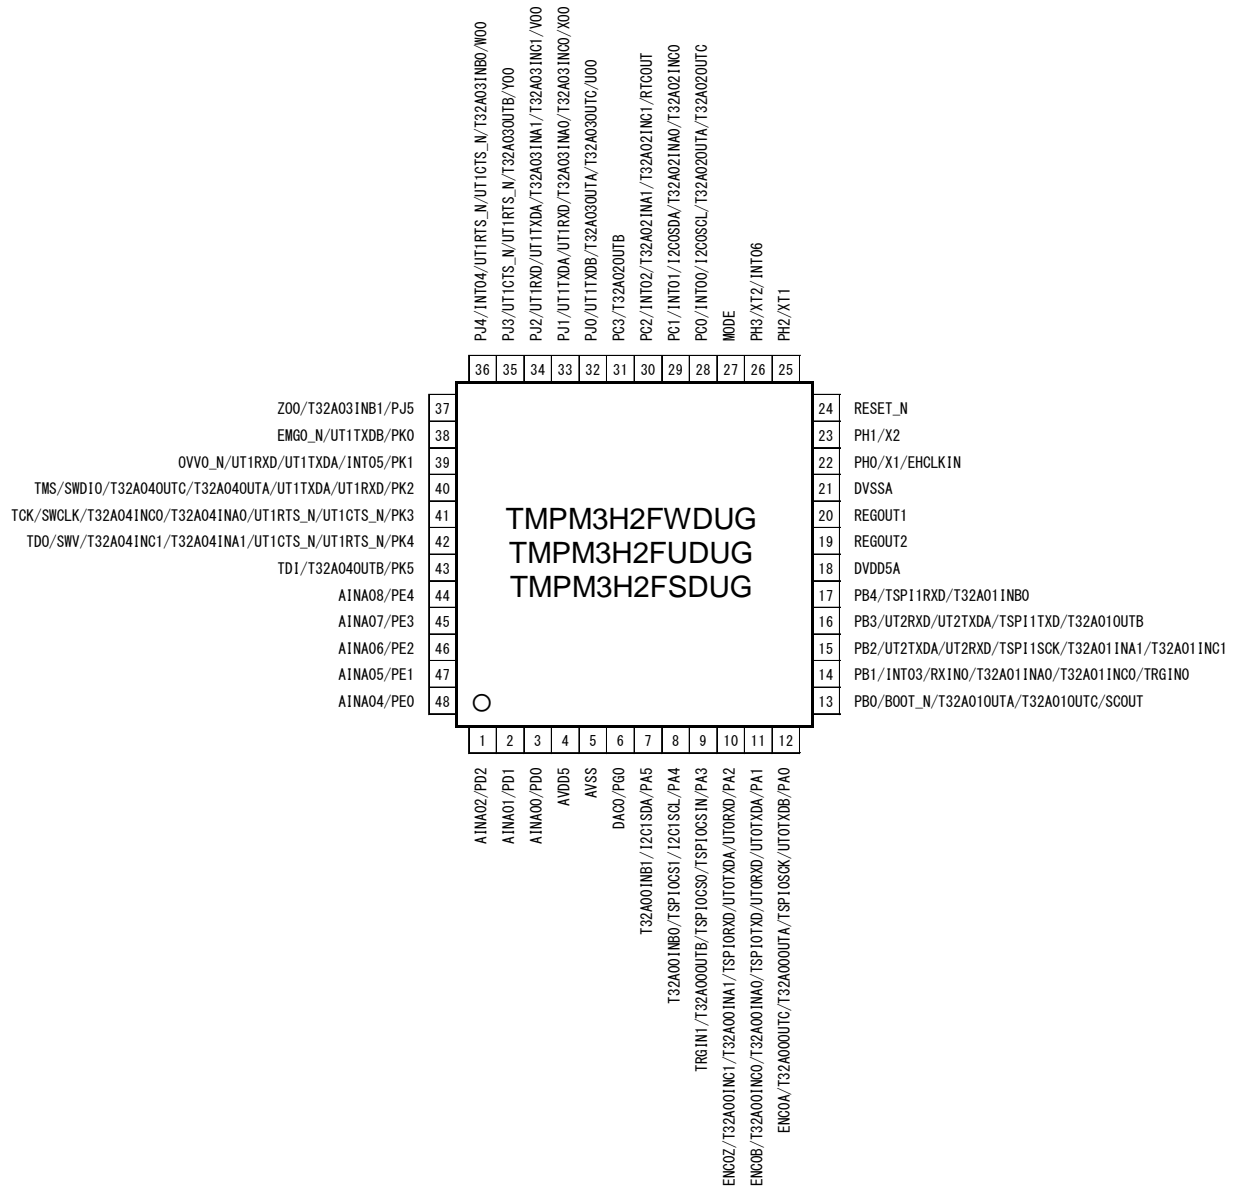 PJ4/INT04/UT1RTS_N/UT1CTS_N/T32A03INB0/WO0
PJ3/UT1CTS_N/UT1RTS_N/T32A03OUTB/YO0
PJ2/UT1RXD/UT1TXDA/T32A03INA1/T32A03INC1/VO0
PJ1/UT1TXDA/UT1RXD/T32A03INA0/T32A03INC0/XO0
PJ0/UT1TXDB/T32A03OUTA/T32A03OUTC/UO0
PC3/T32A02OUTB
PC2/INT02/T32A02INA1/T32A02INC1/RTCOUT
PC1/INT01/I2C0SDA/T32A02INA0/T32A02INC0
PC0/INT00/I2C0SCL/T32A02OUTA/T32A02OUTC
MODE
PH3/XT2/INT06
PH2/XT1
36 35 34 33 32 31 30 29 28 27 26 25
ZO0/T32A03INB1/PJ5 37
EMG0_N/UT1TXDB/PK0 38
OVV0_N/UT1RXD/UT1TXDA/INT05/PK1 39
TMS/SWDIO/T32A04OUTC/T32A04OUTA/UT1TXDA/UT1RXD/PK2 40
TCK/SWCLK/T32A04INC0/T32A04INA0/UT1RTS_N/UT1CTS_N/PK3 41
TDO/SWV/T32A04INC1/T32A04INA1/UT1CTS_N/UT1RTS_N/PK4 42
TDI/T32A04OUTB/PK5 43
AINA08/PE4 44
AINA07/PE3 45
AINA06/PE2 46
AINA05/PE1 47
AINA04/PE0 48
TMPM3H2FWDUG
TMPM3H2FUDUG
TMPM3H2FSDUG
24 RESET_N
23 PH1/X2
22 PH0/X1/EHCLKIN
21 DVSSA
20 REGOUT1
19 REGOUT2
18 DVDD5A
17 PB4/TSPI1RXD/T32A01INB0
16 PB3/UT2RXD/UT2TXDA/TSPI1TXD/T32A01OUTB
15 PB2/UT2TXDA/UT2RXD/TSPI1SCK/T32A01INA1/T32A01INC1
14 PB1/INT03/RXIN0/T32A01INA0/T32A01INC0/TRGIN0
13 PB0/BOOT_N/T32A01OUTA/T32A01OUTC/SCOUT
1 2 3 4 5 6 7 8 9 10 11 12
AINA02/PD2
AINA01/PD1
AINA00/PD0
AVDD5
AVSS
DAC0/PG0
T32A00INB1/I2C1SDA/PA5
T32A00INB0/TSPI0CS1/I2C1SCL/PA4
TRGIN1/T32A00OUTB/TSPI0CS0/TSPI0CSIN/PA3
ENC0Z/T32A00INC1/T32A00INA1/TSPI0RXD/UT0TXDA/UT0RXD/PA2
ENC0B/T32A00INC0/T32A00INA0/TSPI0TXD/UT0RXD/UT0TXDA/PA1
ENC0A/T32A00OUTC/T32A00OUTA/TSPI0SCK/UT0TXDB/PA0